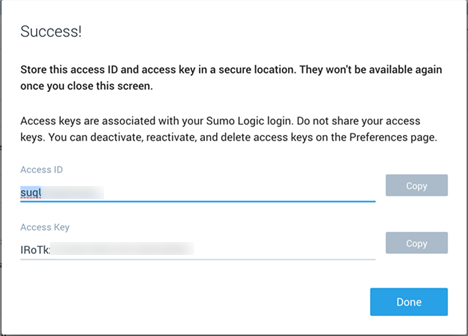 Success!
Store this access ID and access key in a secure location. They won't be available again
once you close this screen.
Access keys are associated with your Sumo Logic login. Do not share your access
keys. You can deactivate, reactivate, and delete access keys on the Preferences page.
Access ID
suql
Copy
Access Key
IRoTk:
Copy
Done